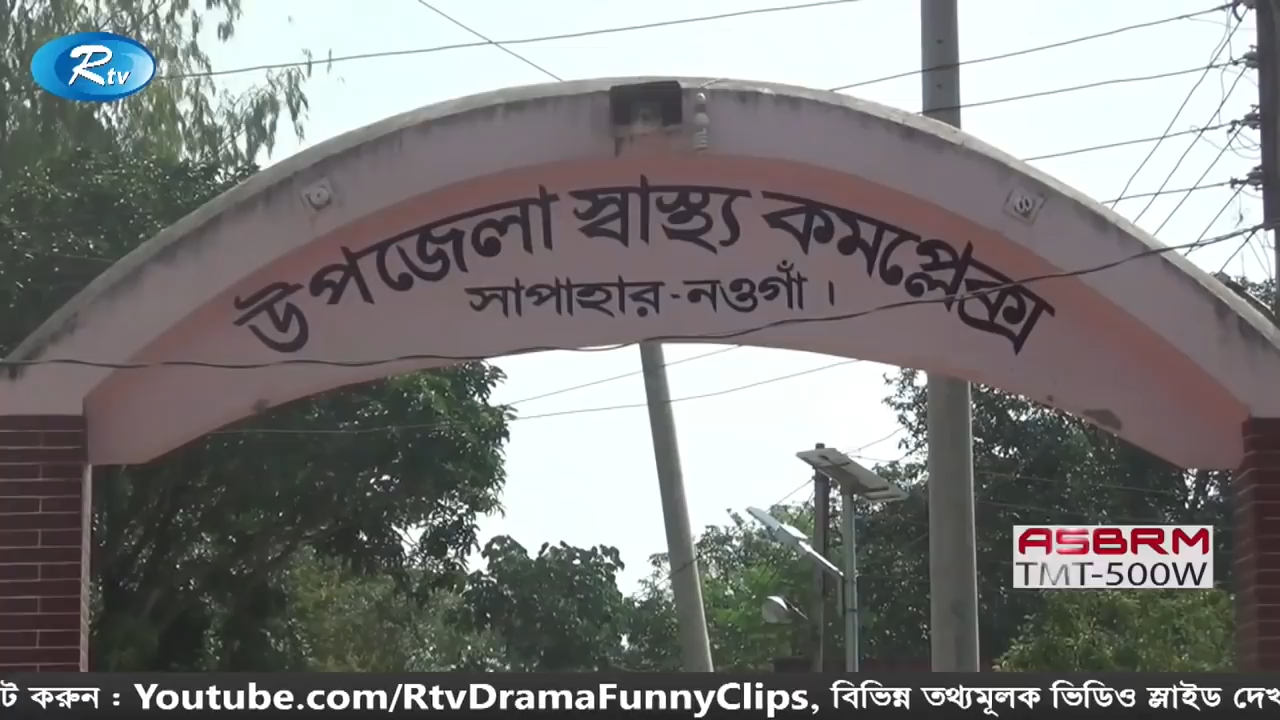 Rtv
উপজেলা স্বাস্থ্য কমপ্লেক্স
সাপাহার-নওগাঁ।
ASBRM
TMT-500W
ট করুন : Youtube.com/RtvDramaFunnyClips, বিভিন্ন তথ্যমূলক ভিডিও স্লাইড দেখ